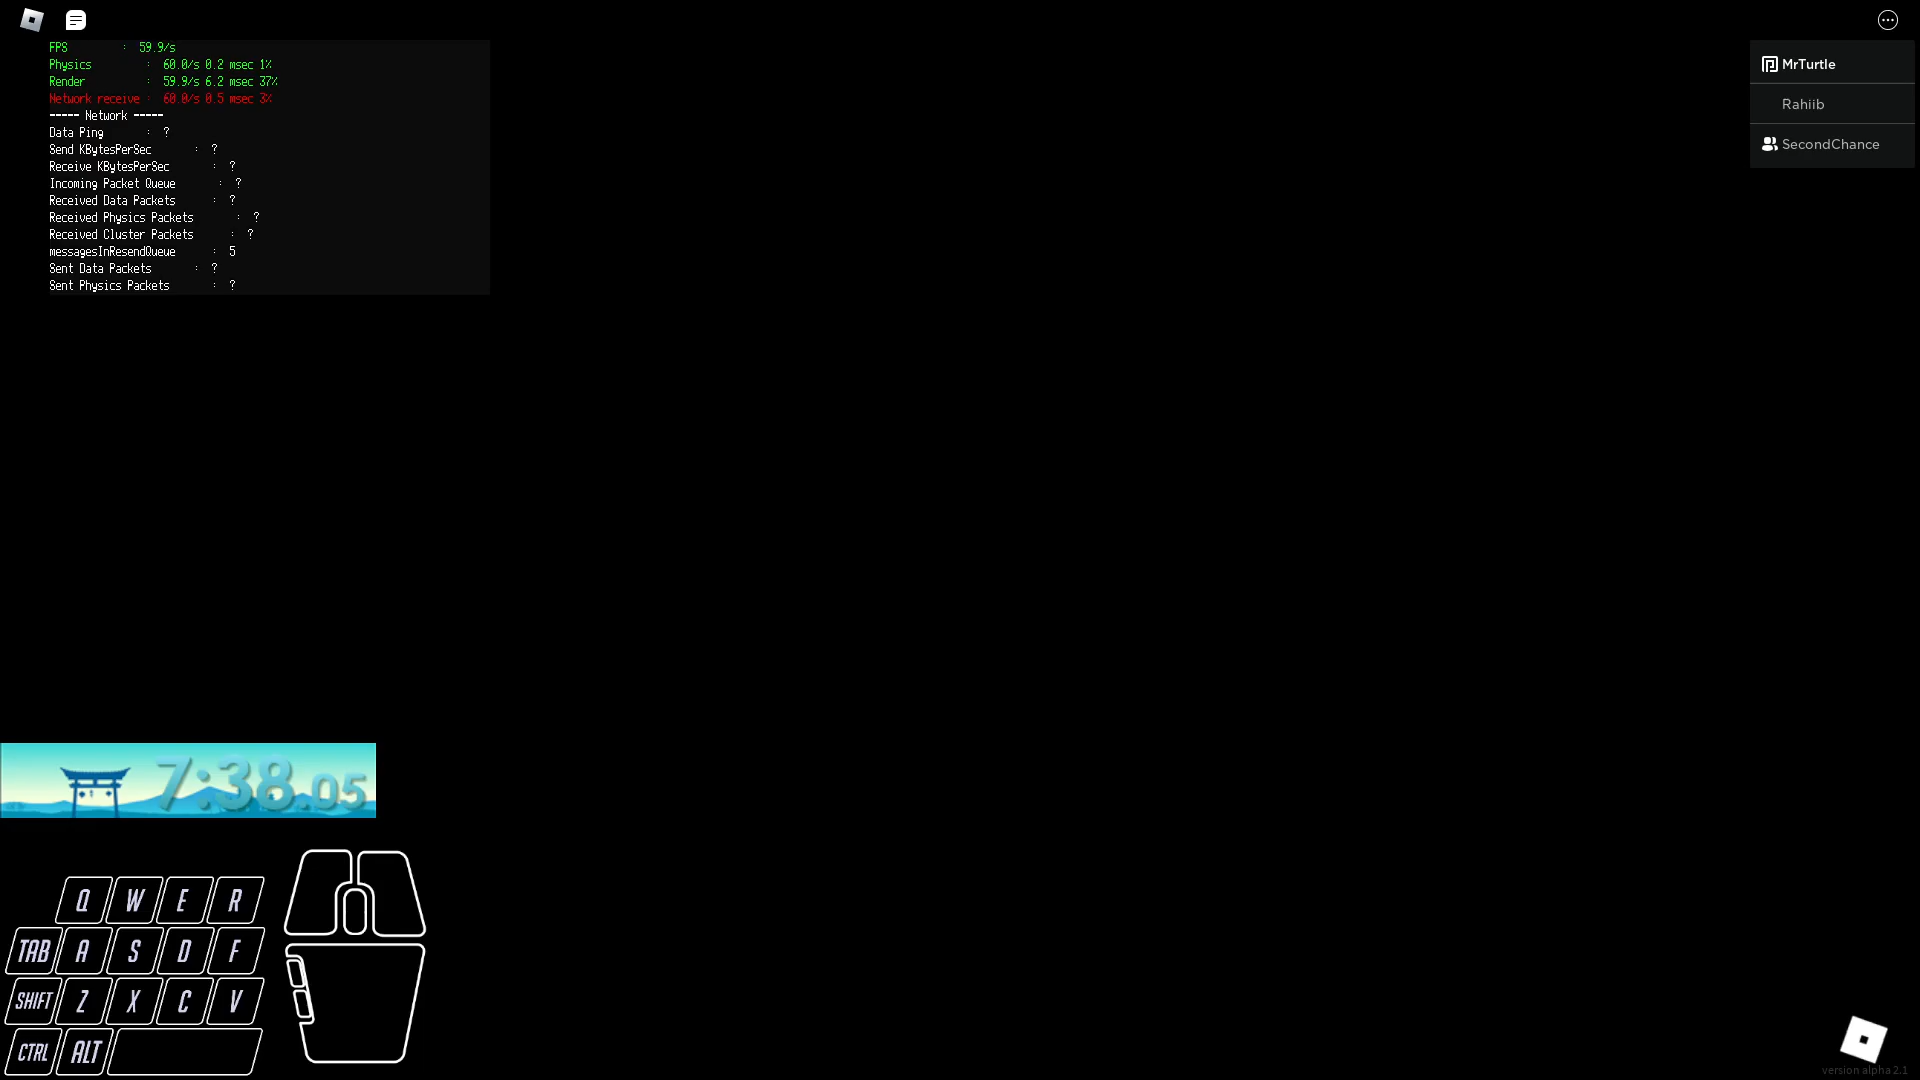 FPS : 59.9/s
Physics : 60.0/s 0.2 msec 1%
Render : 59.9/s 6.2 msec 37%
Network receive : 60.0/s 0.5 msec 3%
----- Network -----
Data Ping : ?
Send KBytesPerSec : ?
Receive KBytesPerSec : ?
Incoming Packet Queue : ?
Received Data Packets : ?
Received Physics Packets : ?
Received Cluster Packets : ?
messagesInResendQueue : 5
Sent Data Packets : ?
Sent Physics Packets : ?
MrTurtle
Rahiib
SecondChance
7:38.05
Q W E R
TAB A S D F
SHIFT Z X C V
CTRL ALT
version alpha 2.1